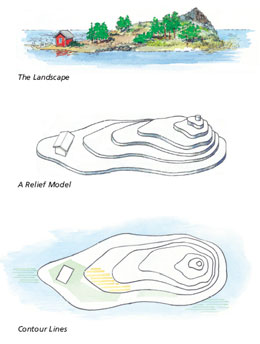 The Landscape
A Relief Model
Contour Lines